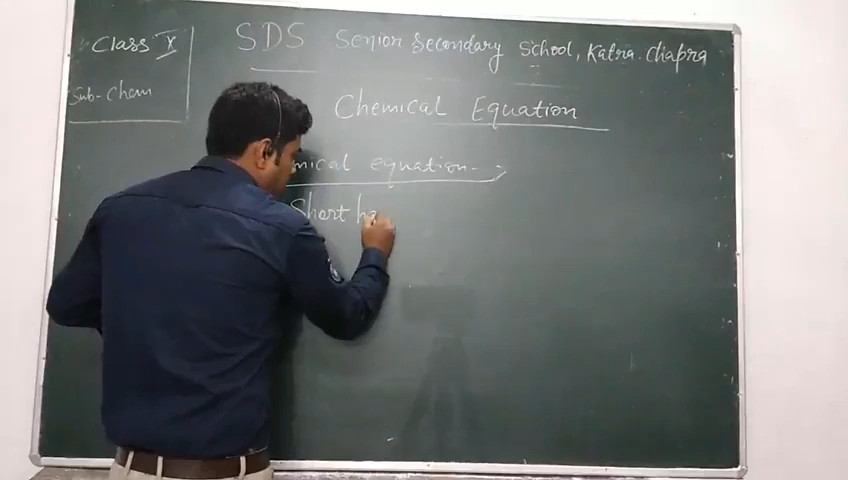 Class X
SDS Senior Secondary School, Katra. Chapra
Sub- Chem
Chemical Equation
mical equation-:
Short ha